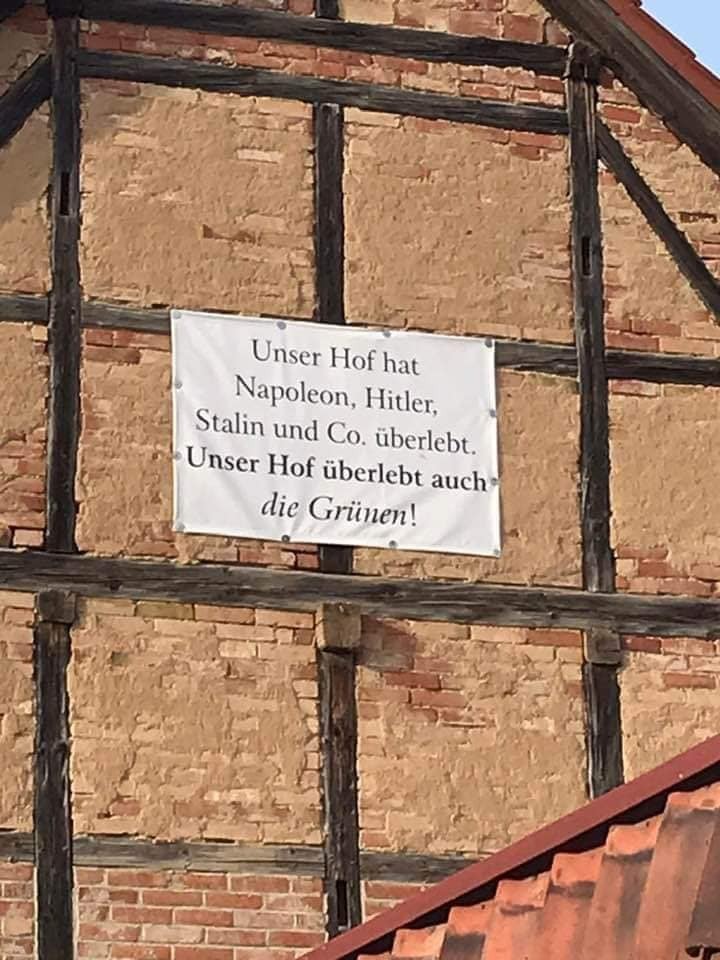 Unser Hof hat
Napoleon, Hitler,
Stalin und Co. überlebt.
Unser Hof überlebt auch
die Grünen!